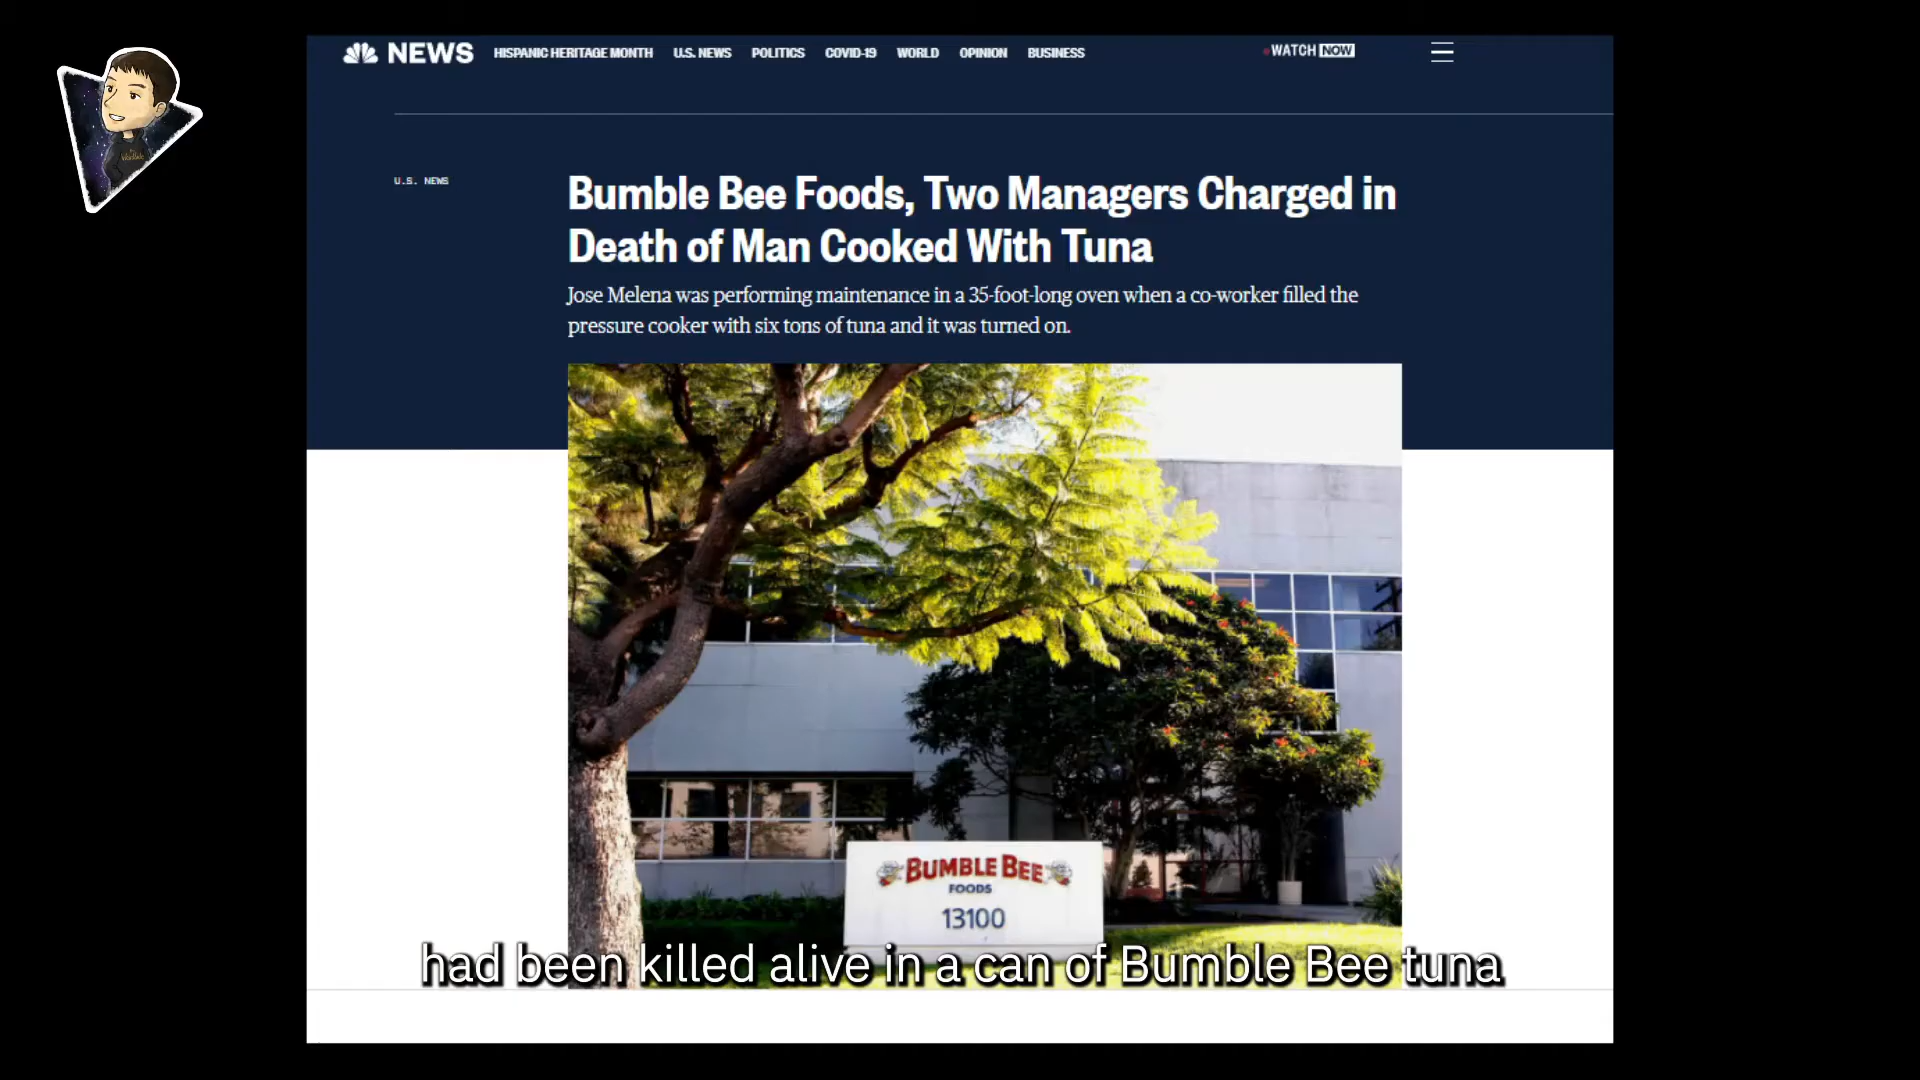 NEWS HISPANIC HERITAGE MONTH U.S. NEWS POLITICS COVID-19 WORLD OPINION BUSINESS WATCH NOW
U.S. NEWS
Bumble Bee Foods, Two Managers Charged in
Death of Man Cooked With Tuna
Jose Melena was performing maintenance in a 35-foot-long oven when a co-worker filled the
pressure cooker with six tons of tuna and it was turned on.
BUMBLE BEE
FOODS
13100
had been killed alive in a can of Bumble Bee tuna